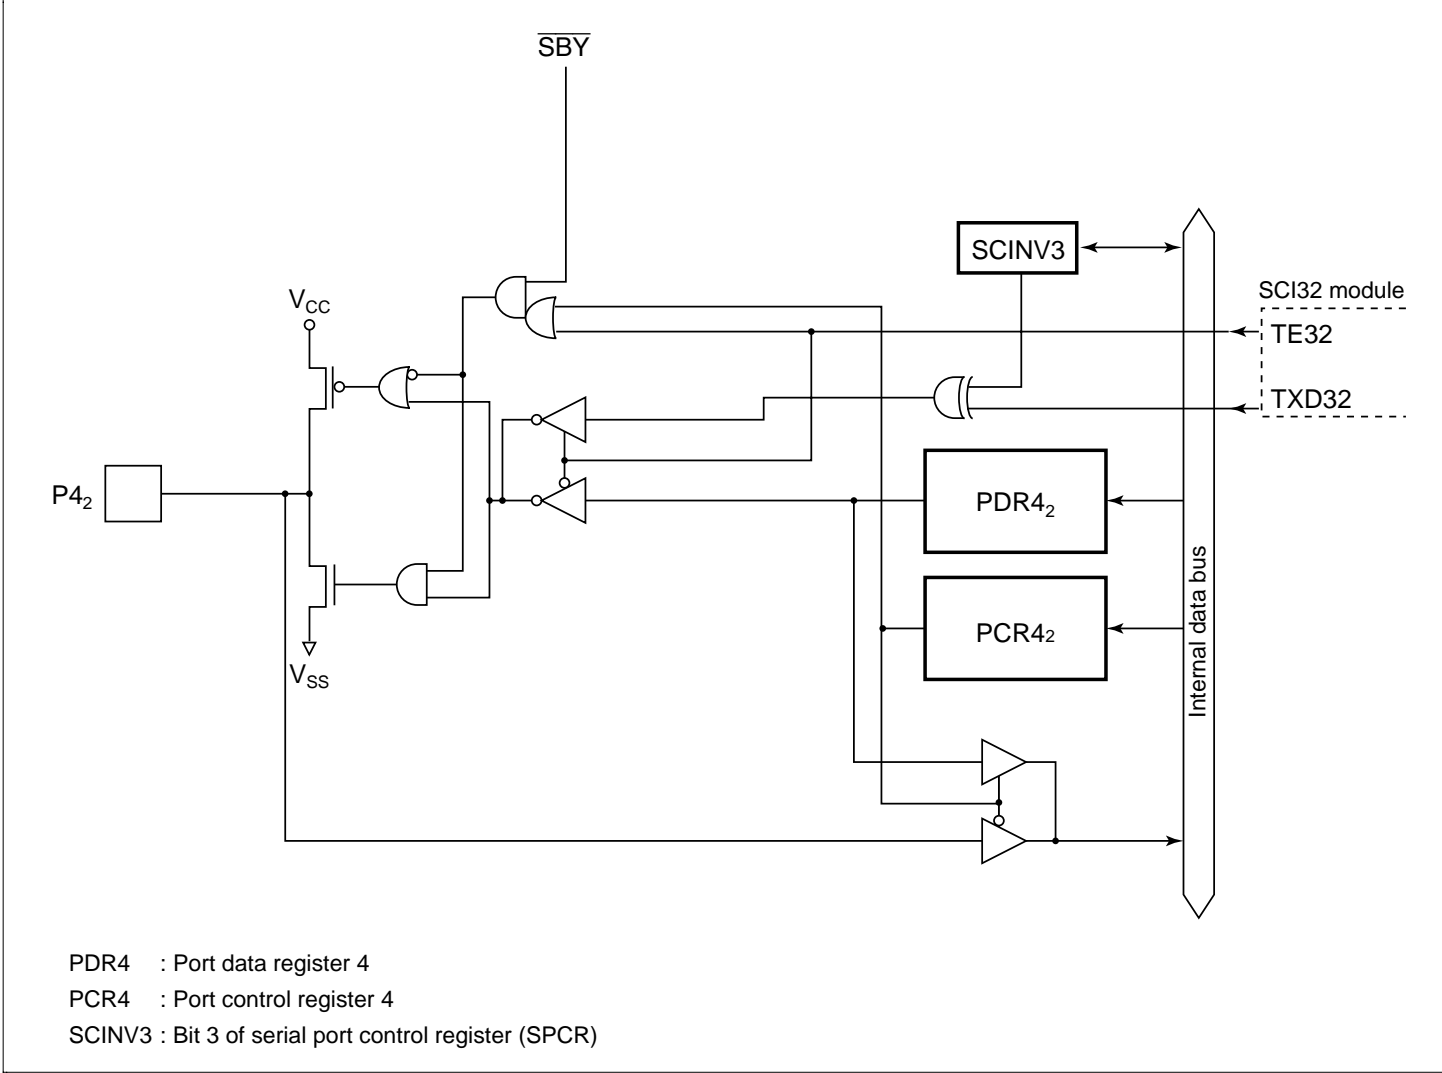 SBY
SCINV3
SCI32 module
VCC
TE32
TXD32
P42
PDR42
PCR42
Internal data bus
VSS
PDR4 : Port data register 4
PCR4 : Port control register 4
SCINV3 : Bit 3 of serial port control register (SPCR)